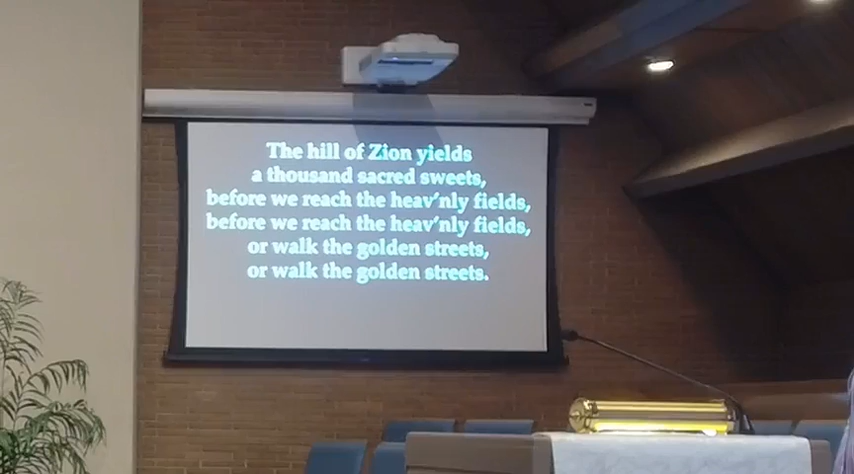 The hill of Zion yields
a thousand sacred sweets,
before we reach the heav'nly fields,
before we reach the heav'nly fields,
or walk the golden streets,
or walk the golden streets.